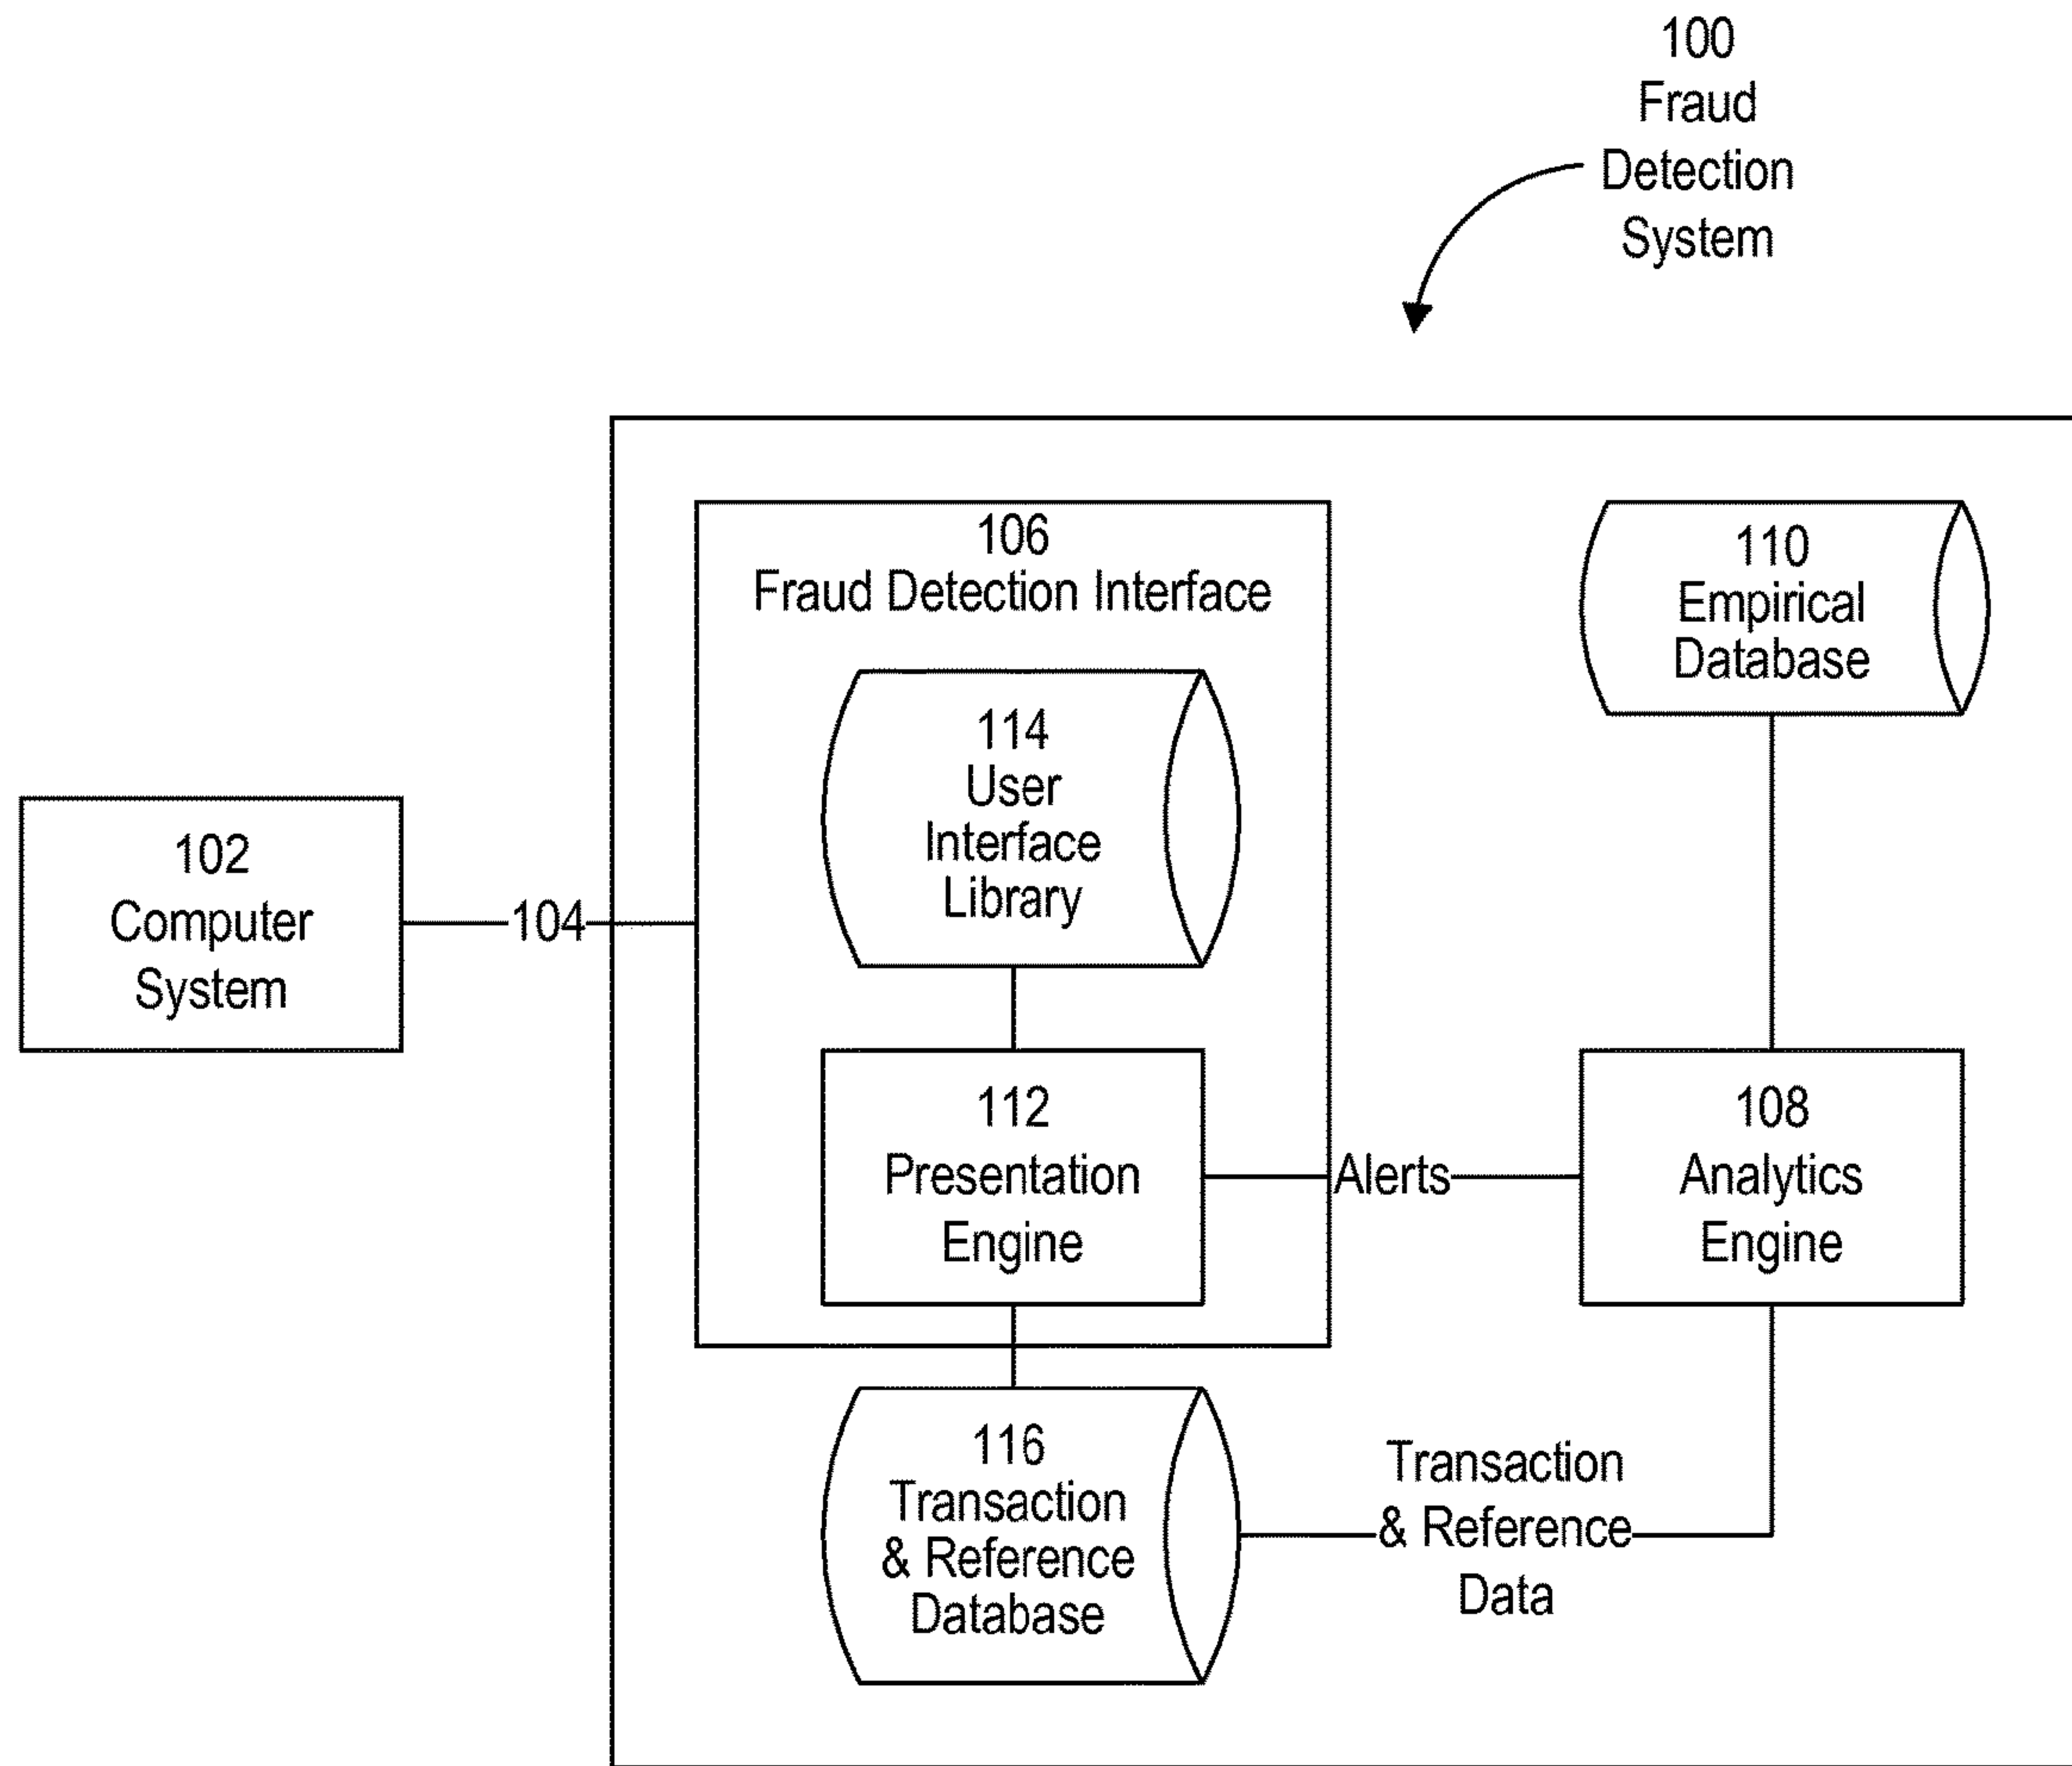 100
Fraud
Detection
System
106
Fraud Detection Interface
110
Empirical
Database
114
User
Interface
Library
102
Computer
System
104
112
Presentation
Engine
Alerts
108
Analytics
Engine
116
Transaction
& Reference
Database
Transaction
& Reference
Data